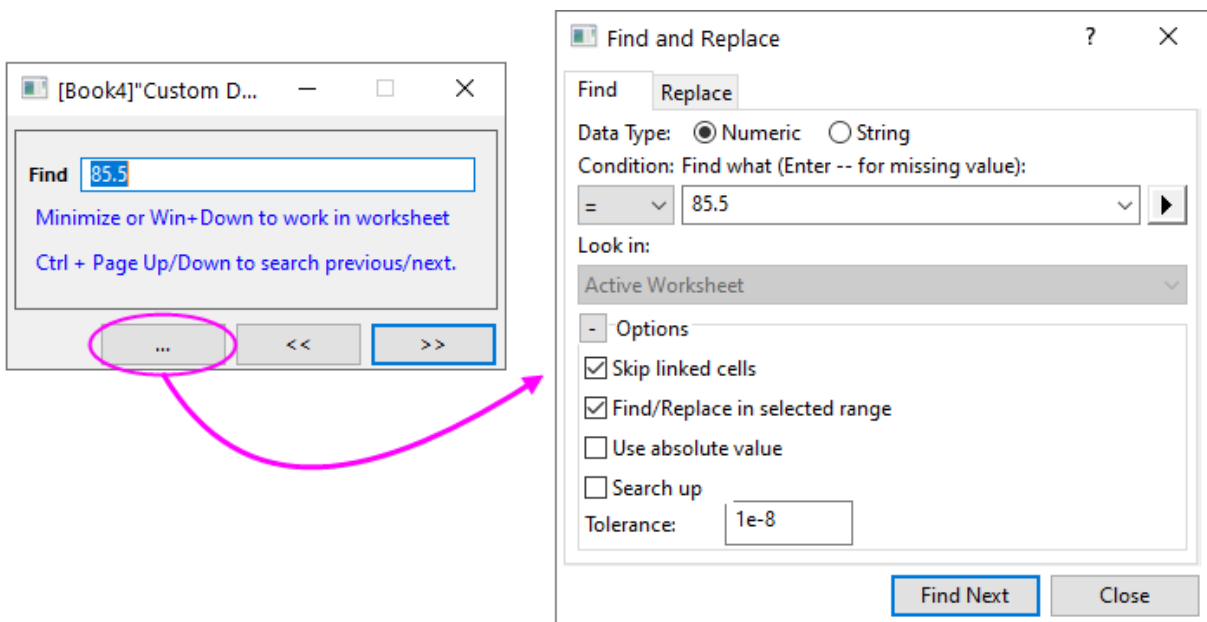 [Book4]"Custom D...
Find 85.5
Minimize or Win+Down to work in worksheet
Ctrl + Page Up/Down to search previous/next.
... << >>
Find and Replace ?
Find Replace
Data Type: Numeric String
Condition: Find what (Enter -- for missing value):
= 85.5
Look in:
Active Worksheet
- Options
Skip linked cells
Find/Replace in selected range
Use absolute value
Search up
Tolerance: 1e-8
Find Next Close